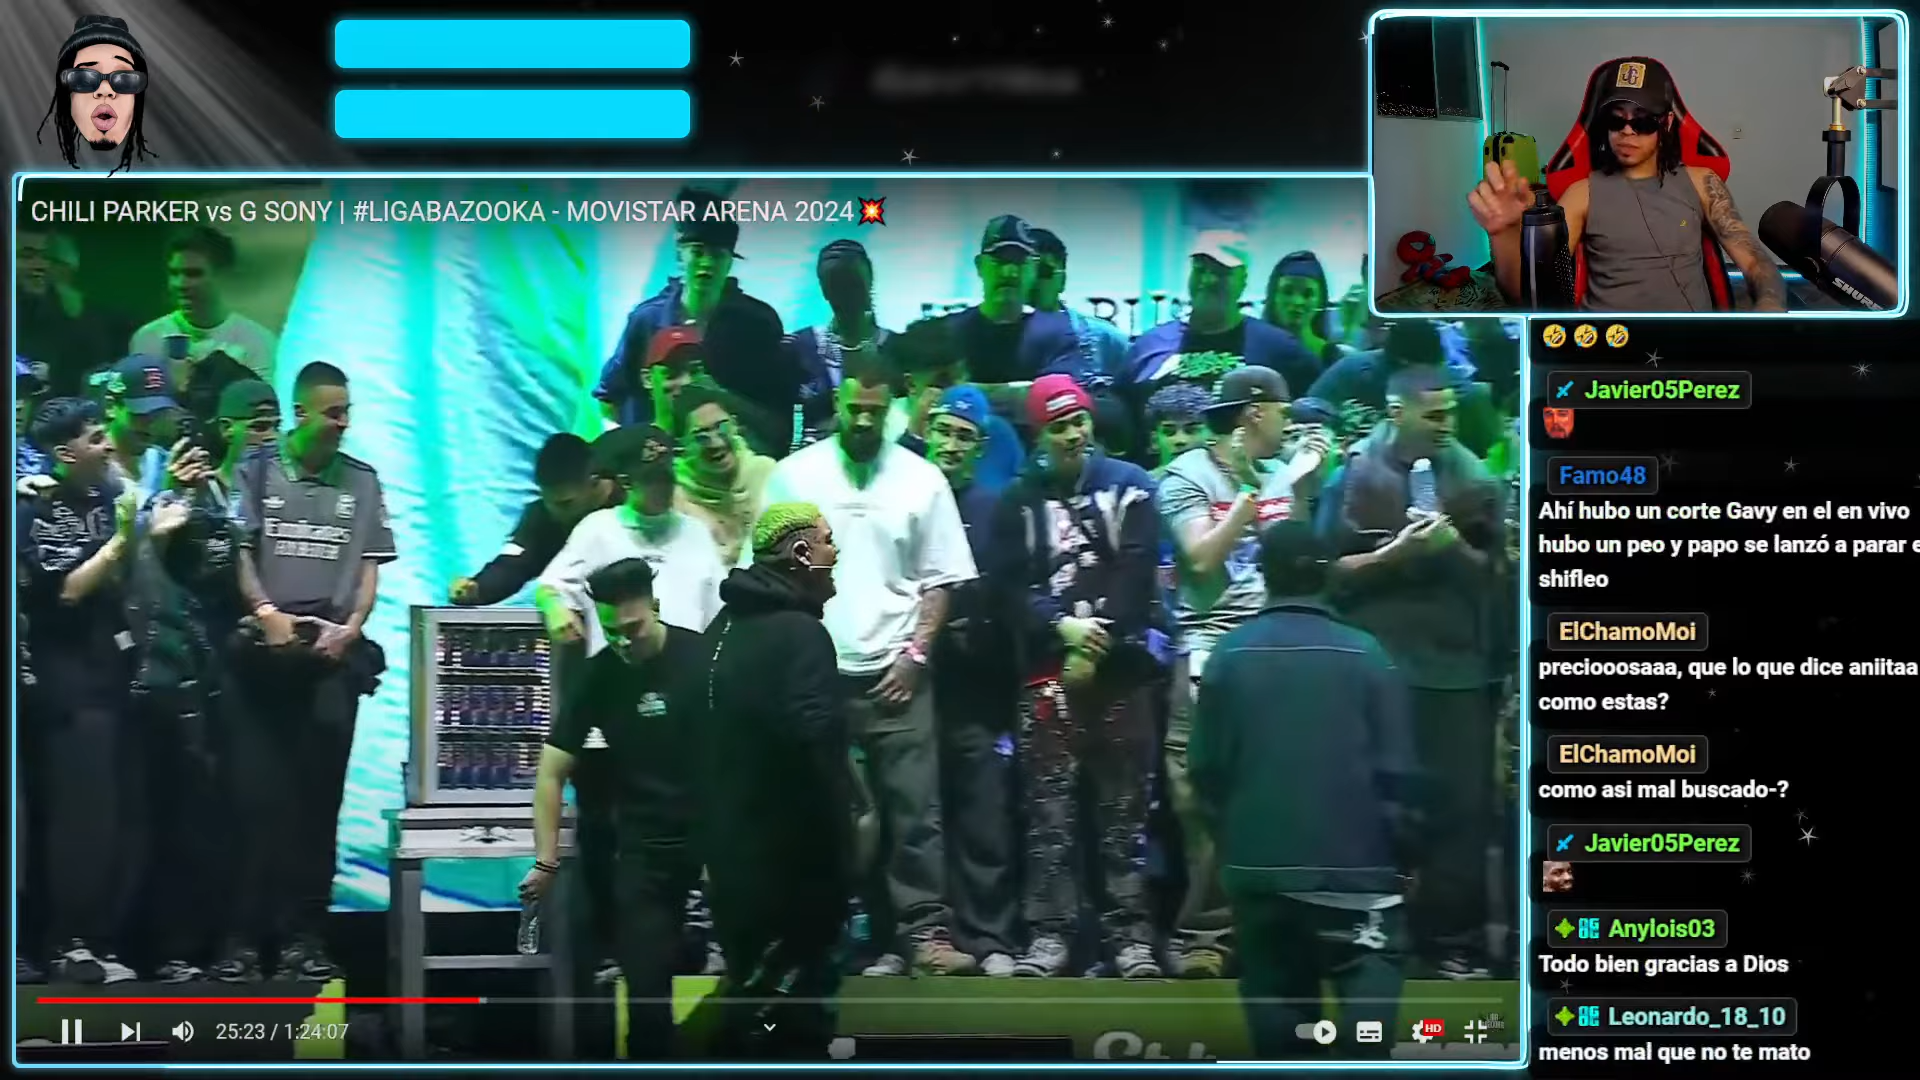 CHILI PARKER vs G SONY | #LIGABAZOOKA - MOVISTAR ARENA 2024💥
JG
SHURE
🤣 🤣 🤣
Javier05Perez
Famo48
Ahí hubo un corte Gavy en el en vivo
hubo un peo y papo se lanzó a parar e
shifleo
ElChamoMoi
preciooosaaa, que lo que dice aniitaa
como estas?
ElChamoMoi
como asi mal buscado-?
Javier05Perez
Anylois03
Todo bien gracias a Dios
Leonardo_18_10
menos mal que no te mato
25:23 / 1:24:07
HD